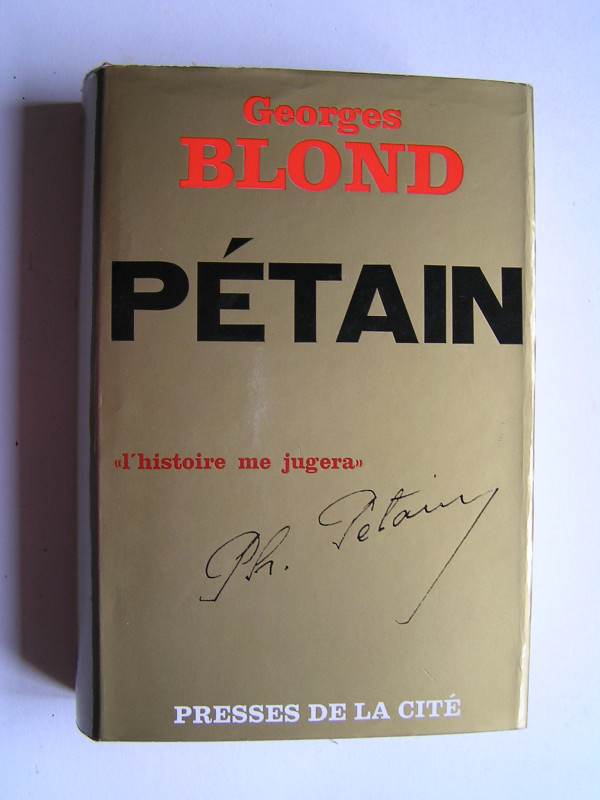 Georges
BLOND
PÉTAIN
«l'histoire me jugera»
Ph. Pétain
PRESSES DE LA CITÉ